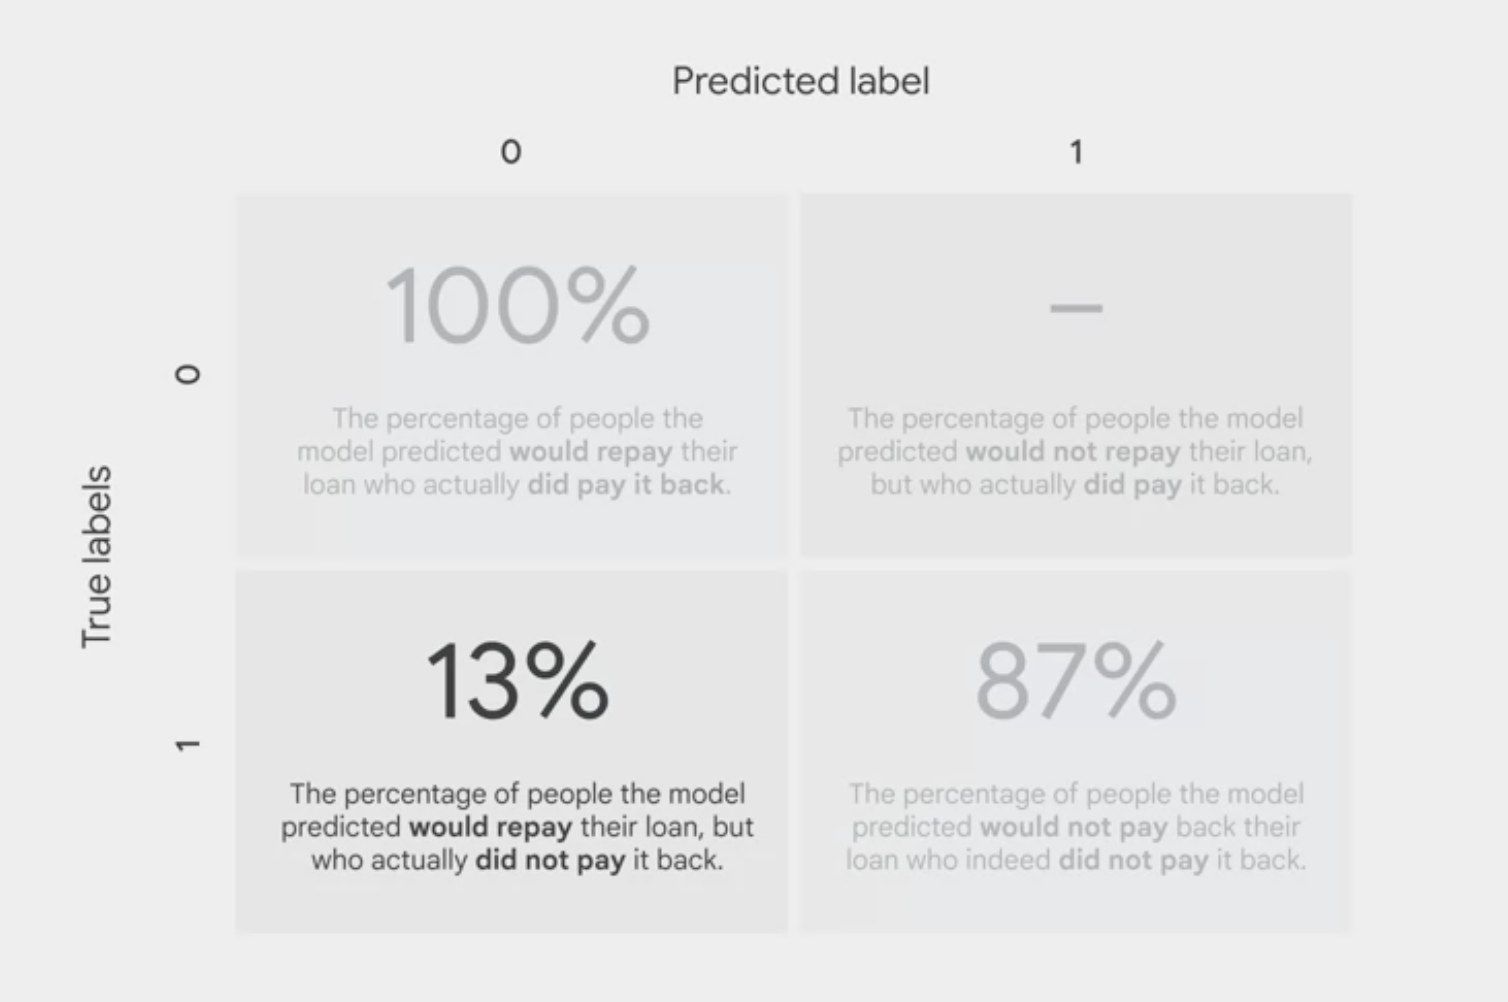 Predicted label
0
1
True labels
0
100%
The percentage of people the
model predicted would repay their
loan who actually did pay it back.
–
The percentage of people the model
predicted would not repay their loan,
but who actually did pay it back.
1
13%
The percentage of people the model
predicted would repay their loan, but
who actually did not pay it back.
87%
The percentage of people the model
predicted would not pay back their
loan who indeed did not pay it back.